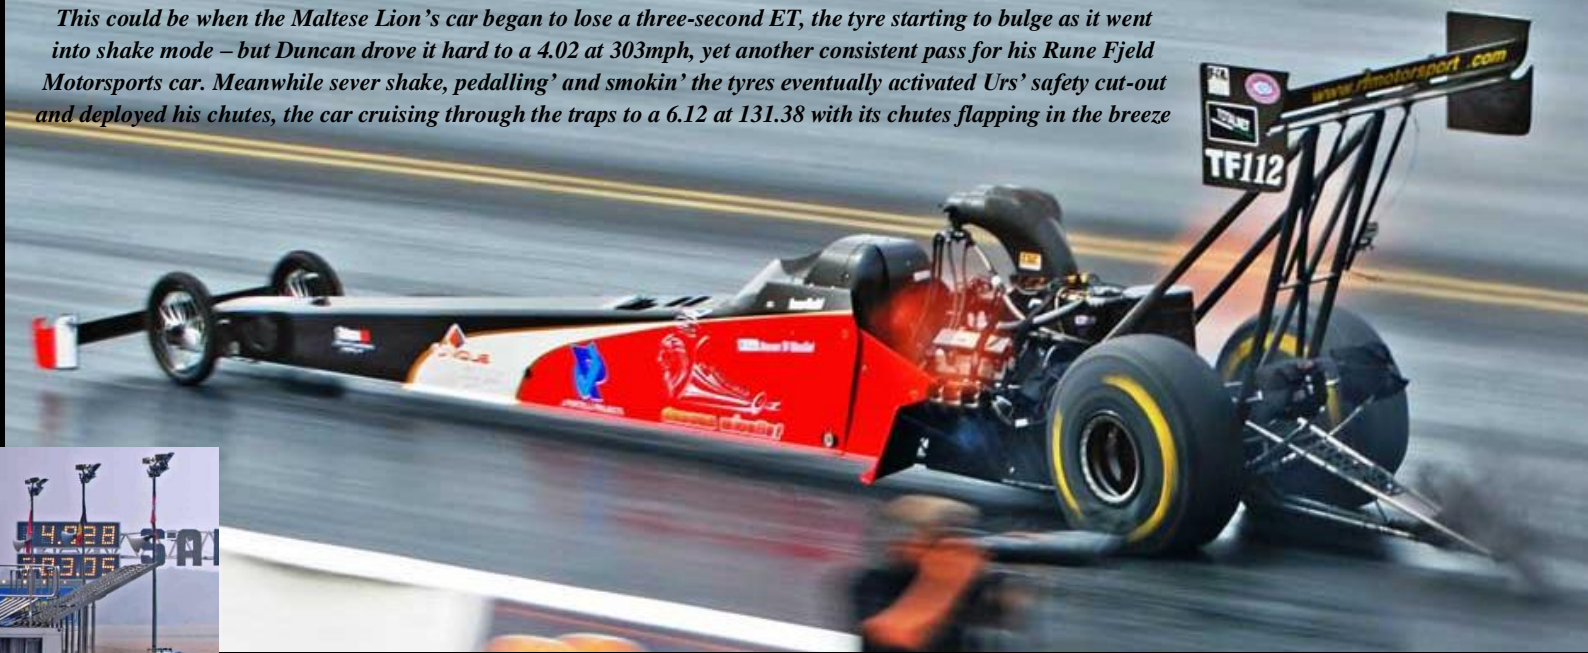 This could be when the Maltese Lion's car began to lose a three-second ET, the tyre starting to bulge as it went
into shake mode – but Duncan drove it hard to a 4.02 at 303mph, yet another consistent pass for his Rune Fjeld
Motorsports car. Meanwhile sever shake, pedalling' and smokin' the tyres eventually activated Urs' safety cut-out
and deployed his chutes, the car cruising through the traps to a 6.12 at 131.38 with its chutes flapping in the breeze
www.rfmotorsport.com
TF112
SA